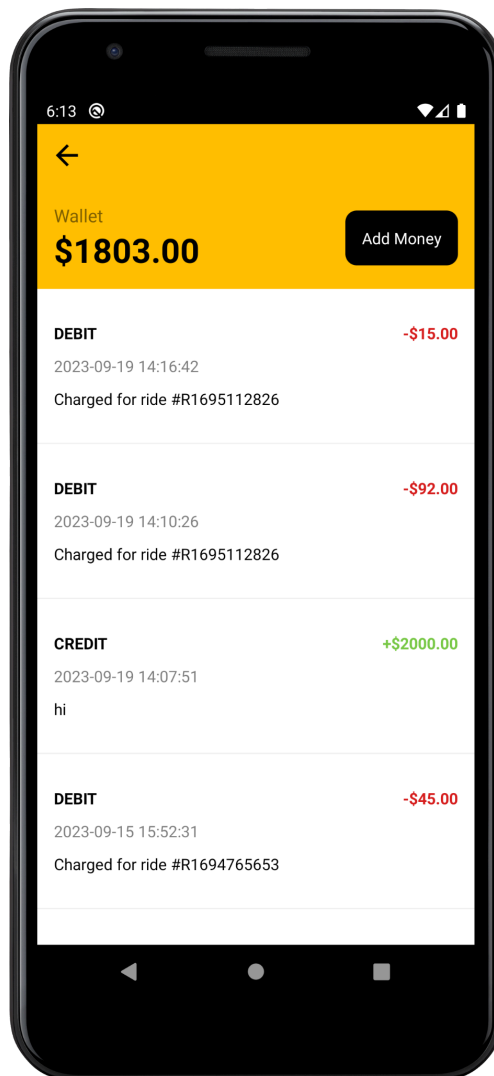 6:13
Wallet
$1803.00
Add Money
DEBIT
-$15.00
2023-09-19 14:16:42
Charged for ride #R1695112826
DEBIT
-$92.00
2023-09-19 14:10:26
Charged for ride #R1695112826
CREDIT
+$2000.00
2023-09-19 14:07:51
hi
DEBIT
-$45.00
2023-09-15 15:52:31
Charged for ride #R1694765653